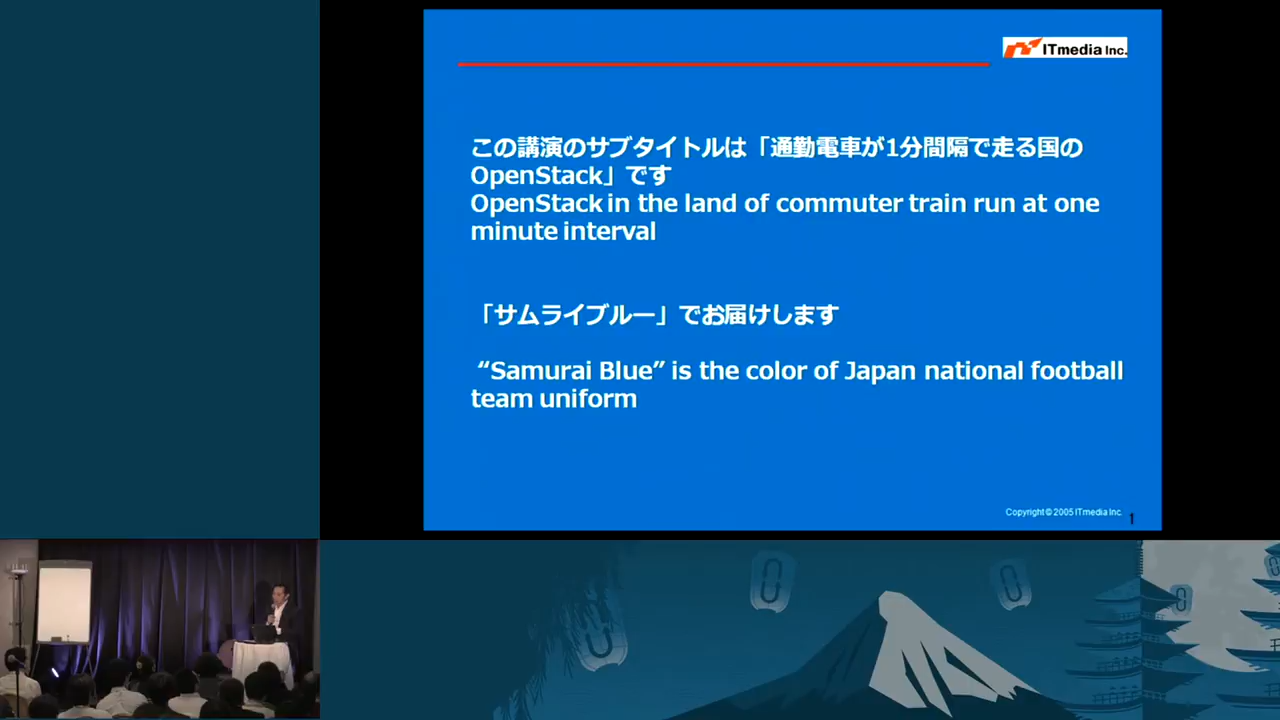 ITmedia Inc.
この講演のサブタイトルは「通勤電車が1分間隔で走る国の
OpenStack」です
OpenStack in the land of commuter train run at one
minute interval
「サムライブルー」でお届けします
“Samurai Blue” is the color of Japan national football
team uniform
Copyright © 2005 ITmedia Inc.
1